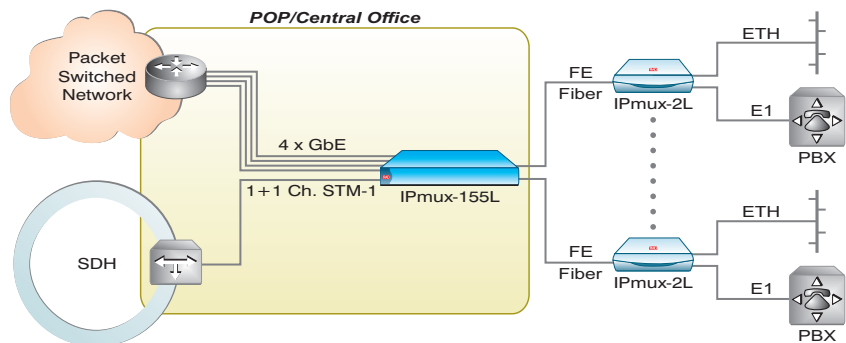 POP/Central Office
Packet
Switched
Network
4 x GbE
1+1 Ch. STM-1
IPmux-155L
SDH
FE
Fiber
IPmux-2L
ETH
E1
PBX
FE
Fiber
IPmux-2L
ETH
E1
PBX